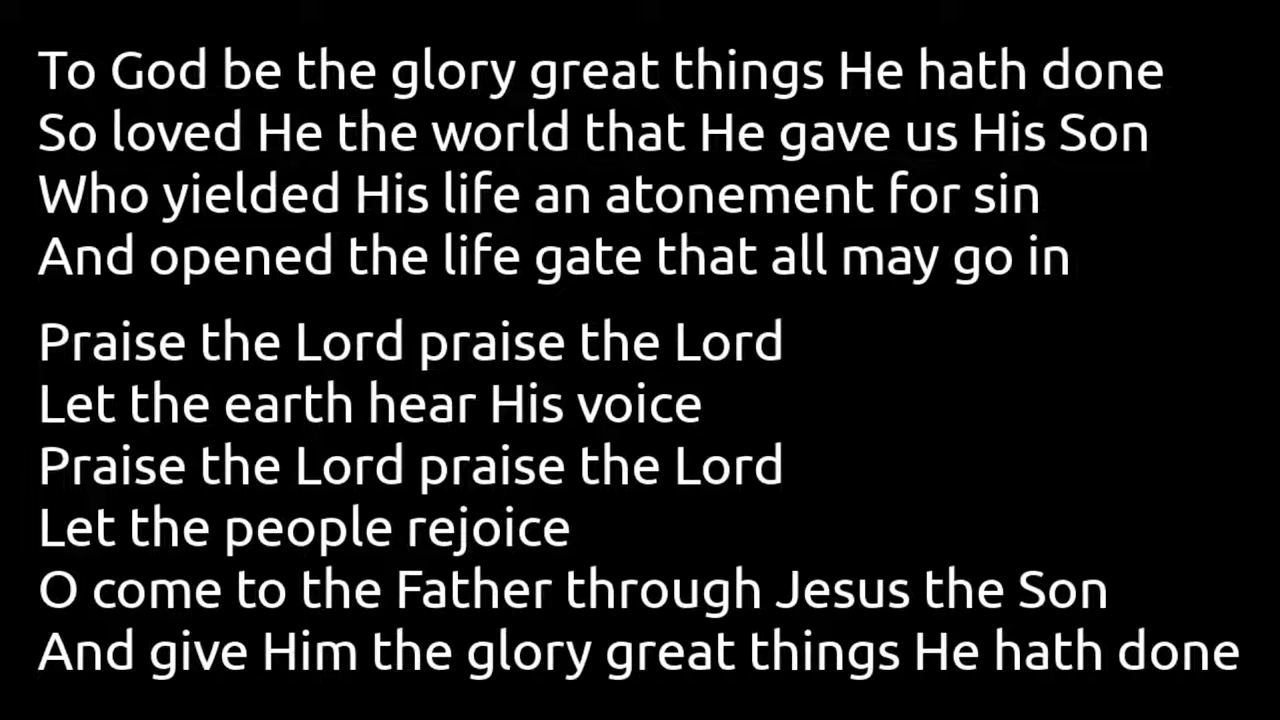 To God be the glory great things He hath done
So loved He the world that He gave us His Son
Who yielded His life an atonement for sin
And opened the life gate that all may go in
Praise the Lord praise the Lord
Let the earth hear His voice
Praise the Lord praise the Lord
Let the people rejoice
O come to the Father through Jesus the Son
And give Him the glory great things He hath done